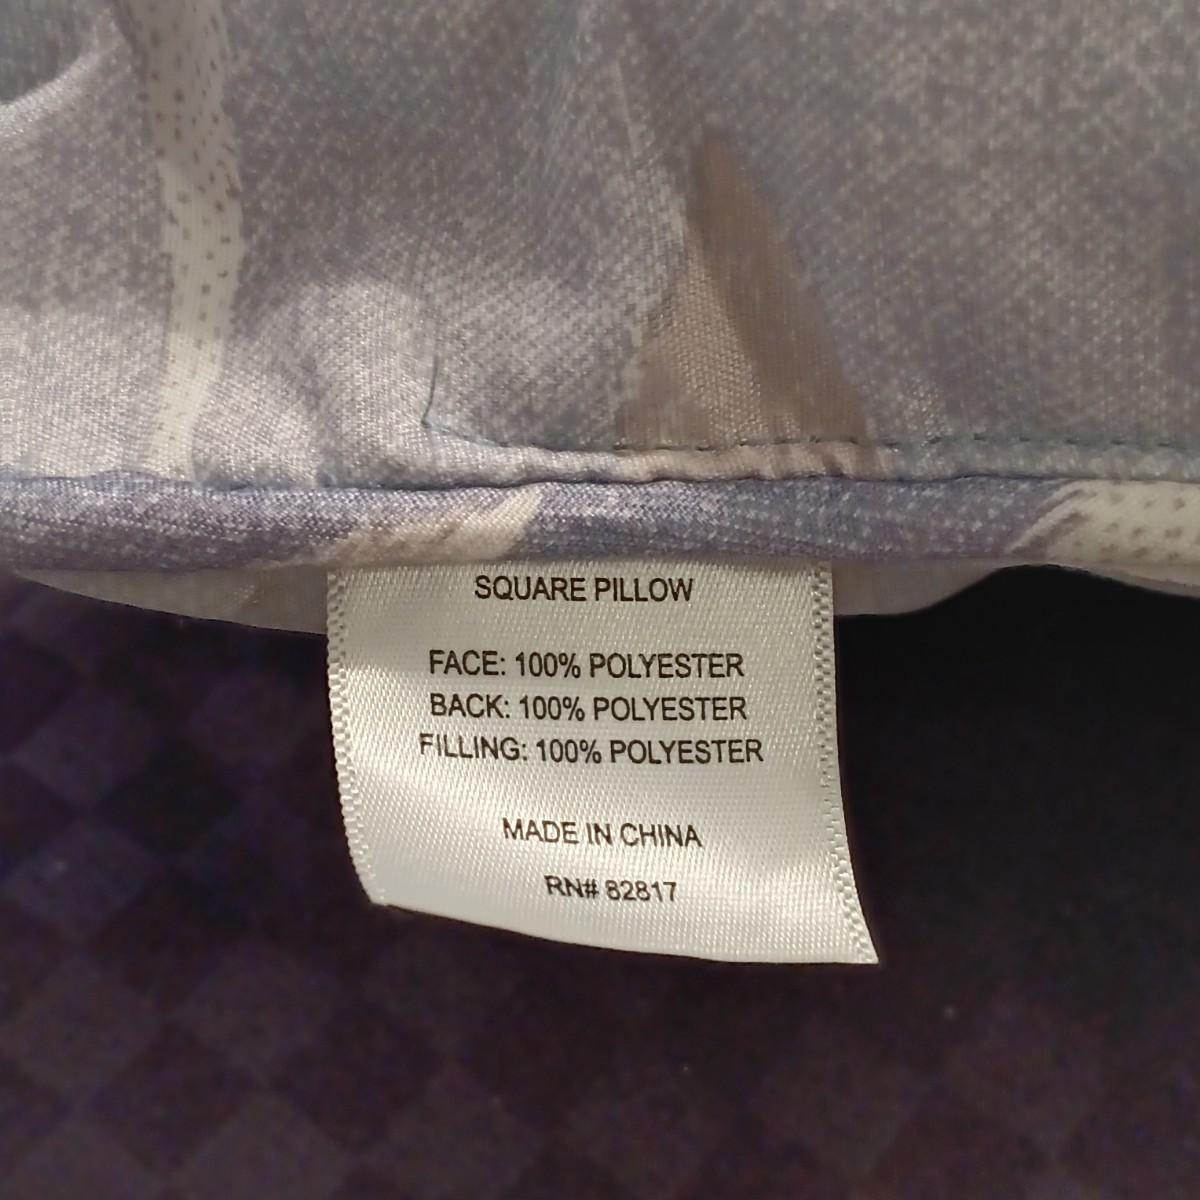 SQUARE PILLOW
FACE: 100% POLYESTER
BACK: 100% POLYESTER
FILLING: 100% POLYESTER
MADE IN CHINA
RN# 82817